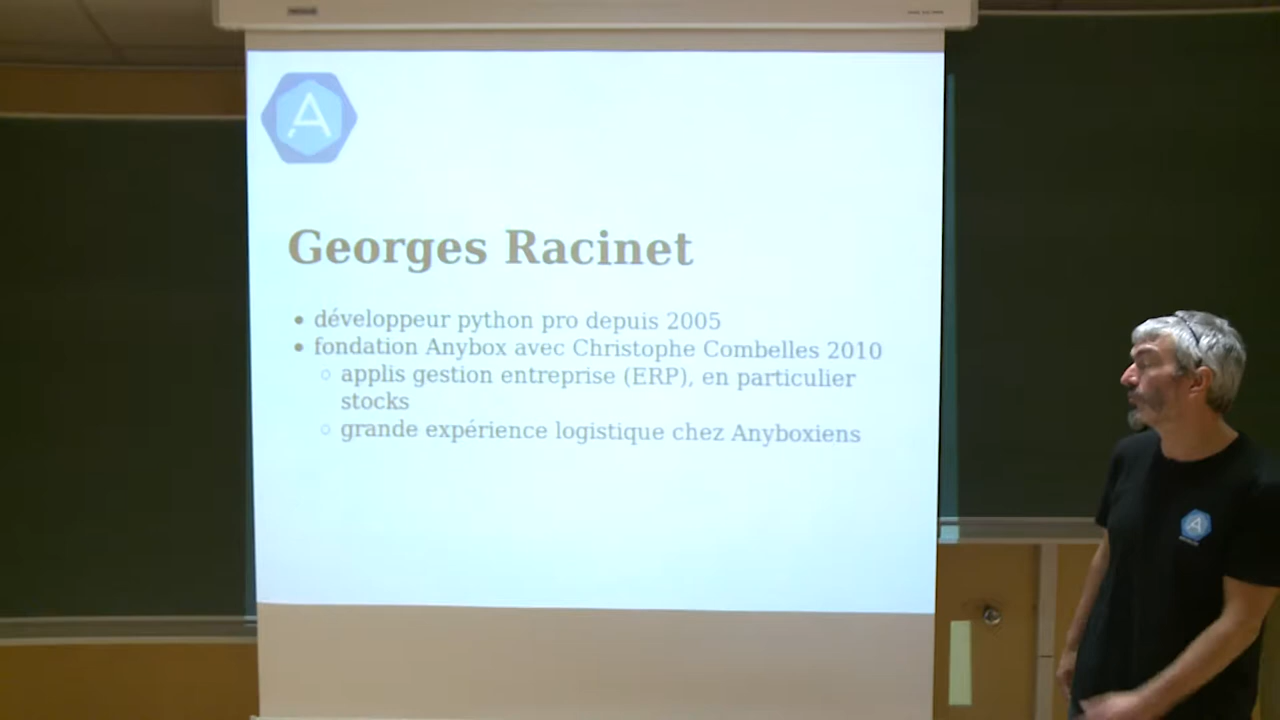 A
Georges Racinet
• développeur python pro depuis 2005
• fondation Anybox avec Christophe Combelles 2010
○ applis gestion entreprise (ERP), en particulier
stocks
○ grande expérience logistique chez Anyboxiens
A